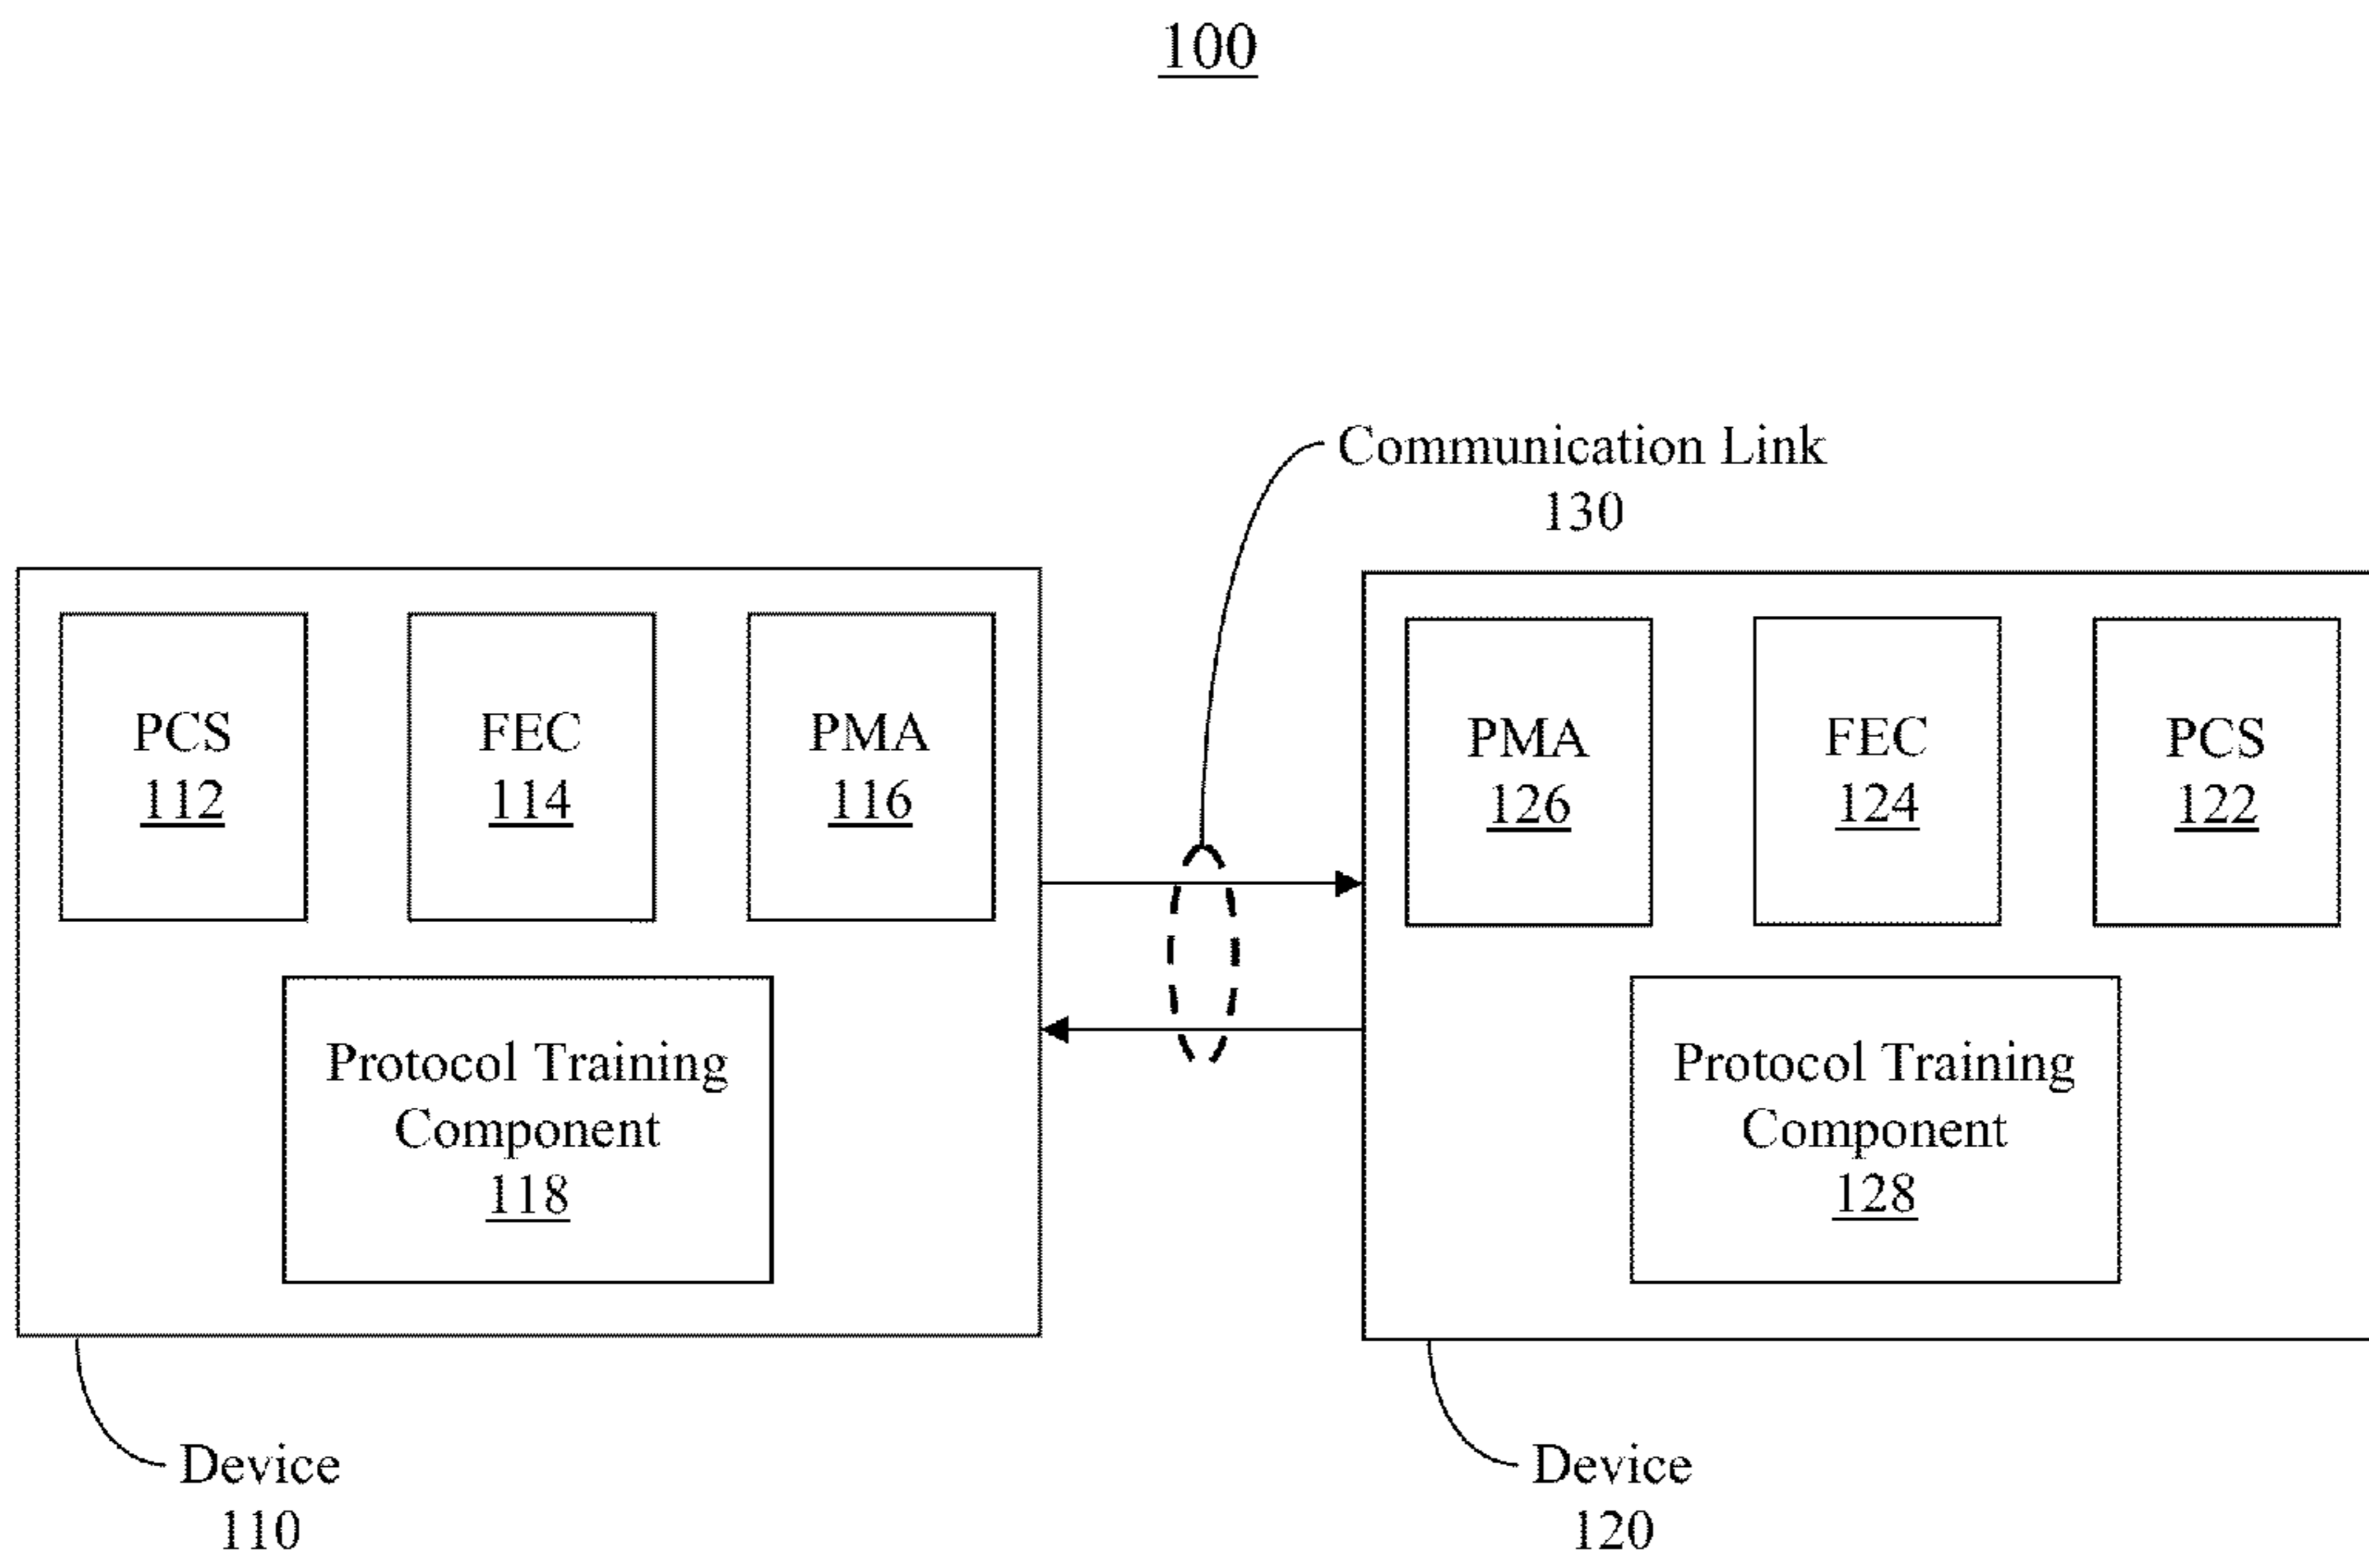 100
Communication Link
130
PCS
112
FEC
114
PMA
116
PMA
126
FEC
124
PCS
122
Protocol Training
Component
118
Protocol Training
Component
128
Device
110
Device
120